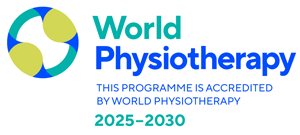 World
Physiotherapy
THIS PROGRAMME IS ACCREDITED
BY WORLD PHYSIOTHERAPY
2025–2030